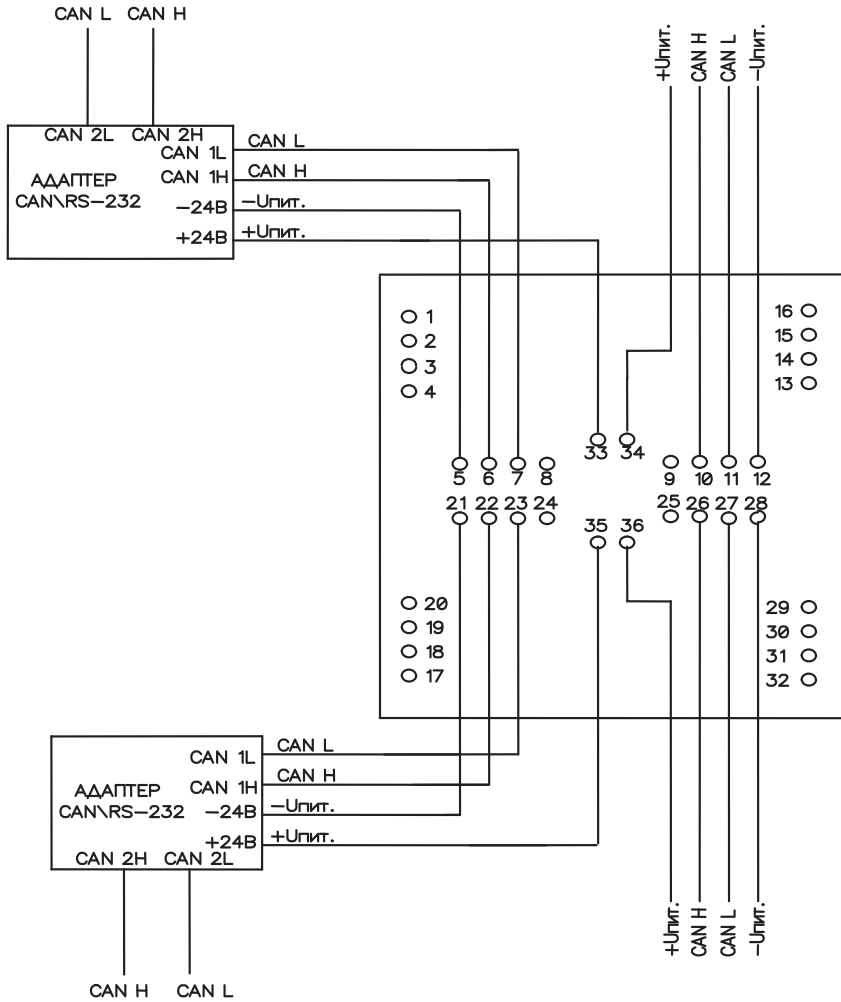 CAN L CAN H
CAN 2L CAN 2H
CAN 1L CAN L
АДАПТЕР CAN 1H CAN H
CAN\RS-232 -24В -Uпит.
+24В +Uпит.
+Uпит. CAN H CAN L -Uпит.
1 16
2 15
3 14
4 13
33 34
5 6 7 8 9 10 11 12
21 22 23 24 25 26 27 28
35 36
20 29
19 30
18 31
17 32
CAN 1L CAN L
АДАПТЕР CAN 1H CAN H
CAN\RS-232 -24В -Uпит.
+24В +Uпит.
CAN 2H CAN 2L
+Uпит. CAN H CAN L -Uпит.
CAN H CAN L